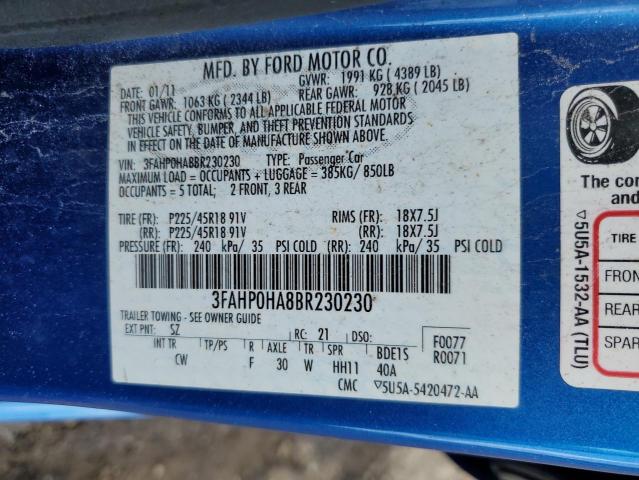 MFD. BY FORD MOTOR CO.
DATE: 01/11 GVWR: 1991 KG ( 4389 LB)
FRONT GAWR: 1063 KG ( 2344 LB) REAR GAWR: 928 KG ( 2045 LB)
THIS VEHICLE CONFORMS TO ALL APPLICABLE FEDERAL MOTOR
VEHICLE SAFETY, BUMPER, AND THEFT PREVENTION STANDARDS
IN EFFECT ON THE DATE OF MANUFACTURE SHOWN ABOVE.
VIN: 3FAHP0HA8BR230230 TYPE: Passenger Car
MAXIMUM LOAD = OCCUPANTS + LUGGAGE = 385KG/ 850LB
OCCUPANTS = 5 TOTAL; 2 FRONT, 3 REAR
TIRE (FR): P225/45R18 91V RIMS (FR): 18X7.5J
(RR): P225/45R18 91V (RR): 18X7.5J
PRESSURE (FR): 240 kPa/ 35 PSI COLD (RR): 240 kPa/ 35 PSI COLD
3FAHP0HA8BR230230
TRAILER TOWING - SEE OWNER GUIDE
EXT PNT: SZ RC: 21 DSO: F0077
INT TR TP/PS R AXLE TR SPR BDE1S R0071
CW F 30 W HH11 40A
CMC ▽5U5A-5420472-AA
The co
and
▽5U5A-1532-AA (TLU)
TIRE
FRON
REAR
SPAR